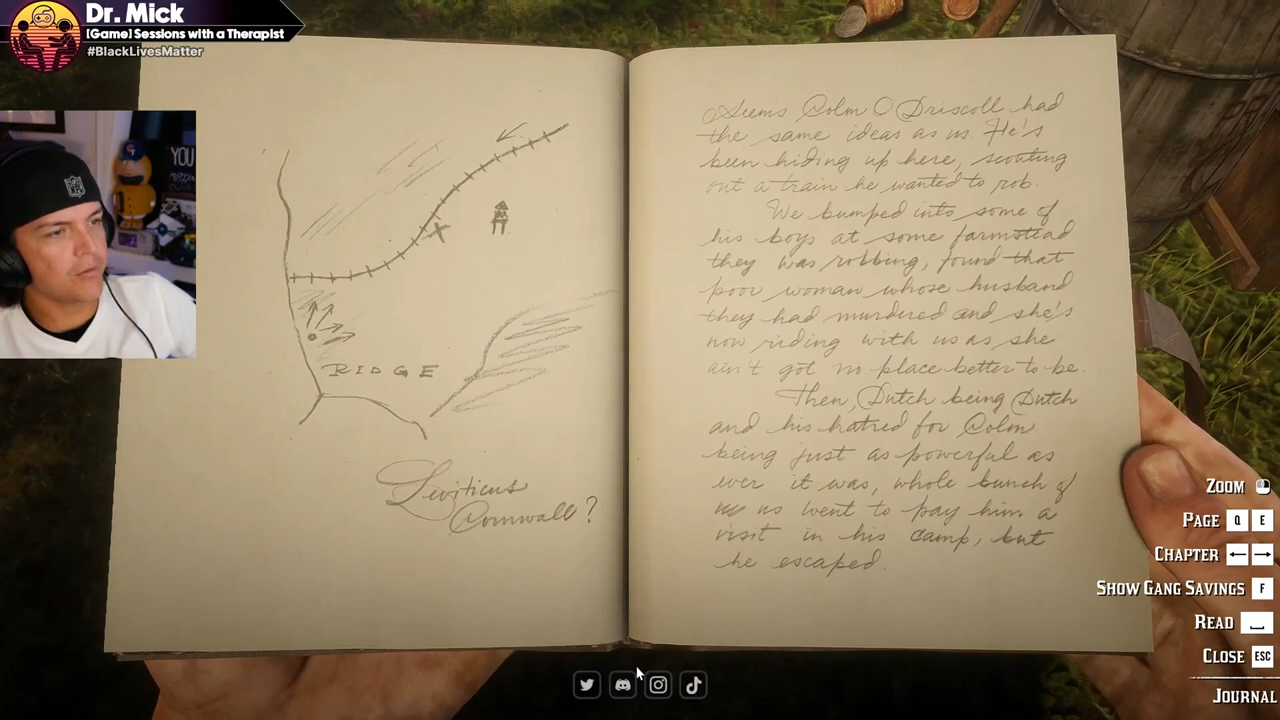 Dr. Mick
[Game] Sessions with a Therapist
#BlackLivesMatter
YOU
RIDGE
Leviticus
Cornwall?
Seems Colm O Driscoll had
the same ideas as us. He's
been hiding up here, scouting
out a train he wanted to rob.
We bumped into some of
his boys at some farmstead
they was robbing, found that
poor woman whose husband
they had murdered and she's
now riding with us as she
ain't got no place better to be.
Then, Dutch being Dutch
and his hatred for Colm
being just as powerful as
ever it was, whole bunch of
us went to pay him a
visit in his camp, but
he escaped.
ZOOM
PAGE Q E
CHAPTER ← →
SHOW GANG SAVINGS F
READ
CLOSE ESC
JOURNAL